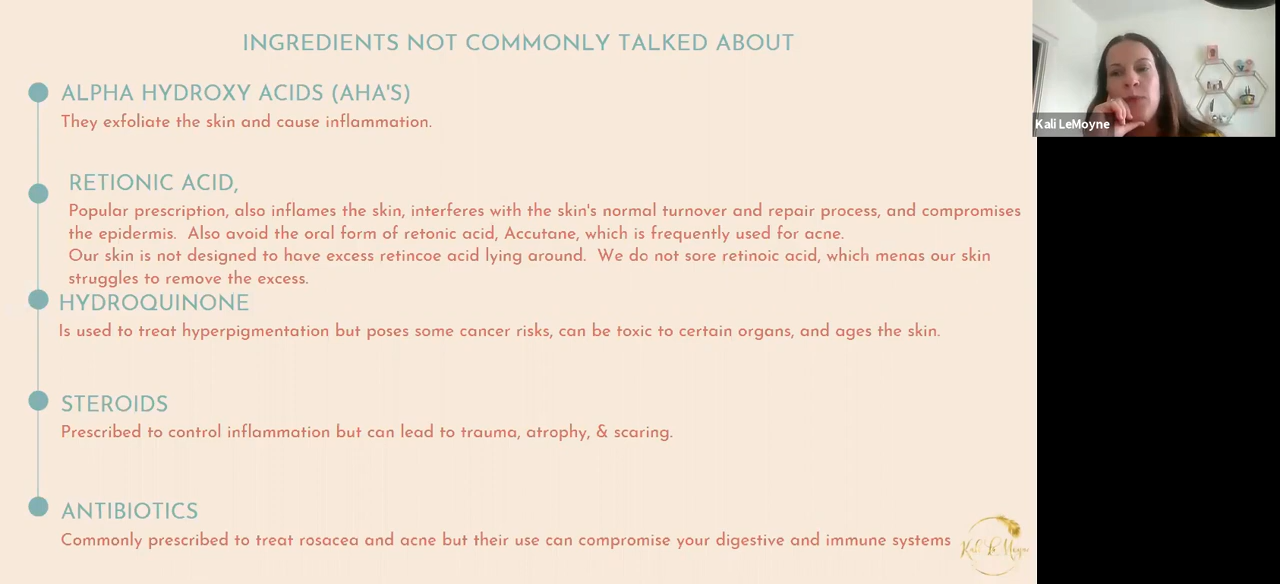 INGREDIENTS NOT COMMONLY TALKED ABOUT
ALPHA HYDROXY ACIDS (AHA'S)
They exfoliate the skin and cause inflammation.
RETIONIC ACID,
Popular prescription, also inflames the skin, interferes with the skin's normal turnover and repair process, and compromises
the epidermis. Also avoid the oral form of retonic acid, Accutane, which is frequently used for acne.
Our skin is not designed to have excess retincoe acid lying around. We do not sore retinoic acid, which menas our skin
struggles to remove the excess.
HYDROQUINONE
Is used to treat hyperpigmentation but poses some cancer risks, can be toxic to certain organs, and ages the skin.
STEROIDS
Prescribed to control inflammation but can lead to trauma, atrophy, & scaring.
ANTIBIOTICS
Commonly prescribed to treat rosacea and acne but their use can compromise your digestive and immune systems
Kali LeMoyne
Kali LeMoyne